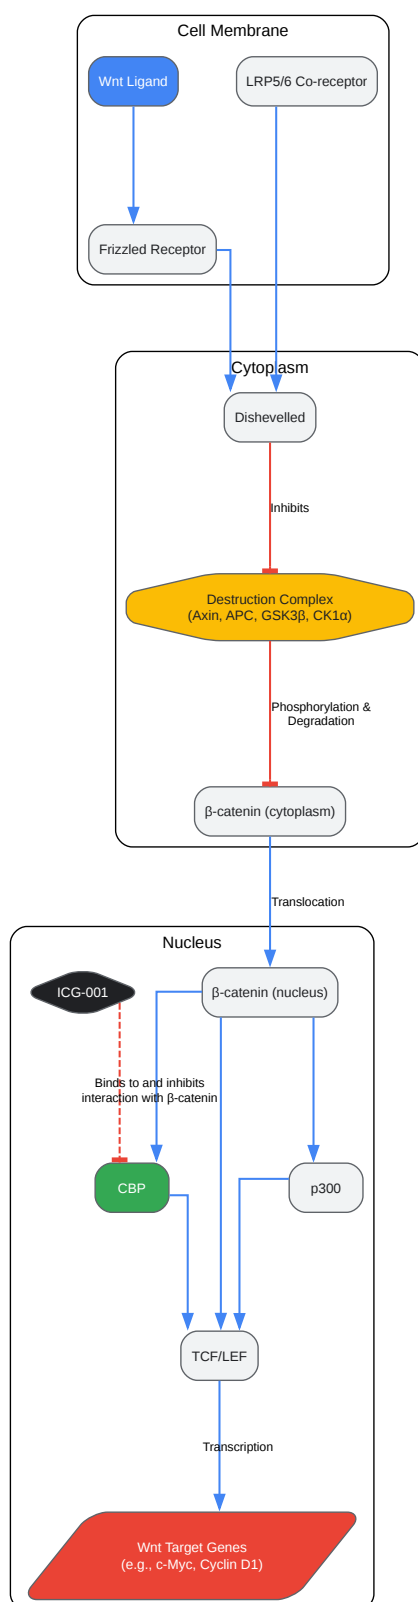 Cell Membrane
Wnt Ligand
LRP5/6 Co-receptor
Frizzled Receptor
Cytoplasm
Dishevelled
Inhibits
Destruction Complex
(Axin, APC, GSK3β, CK1α)
Phosphorylation &
Degradation
β-catenin (cytoplasm)
Translocation
Nucleus
ICG-001
β-catenin (nucleus)
Binds to and inhibits
interaction with β-catenin
CBP
p300
TCF/LEF
Transcription
Wnt Target Genes
(e.g., c-Myc, Cyclin D1)